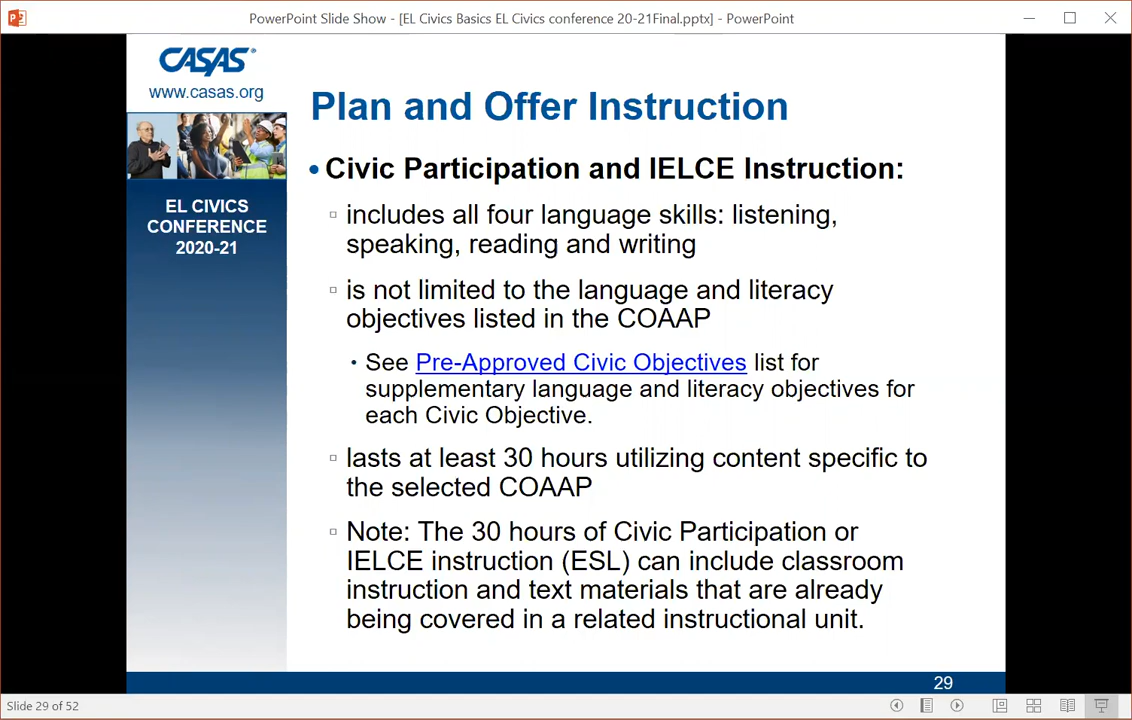 PowerPoint Slide Show - [EL Civics Basics EL Civics conference 20-21Final.pptx] - PowerPoint
CASAS®
www.casas.org
EL CIVICS
CONFERENCE
2020-21
Plan and Offer Instruction
• Civic Participation and IELCE Instruction:
▫ includes all four language skills: listening,
speaking, reading and writing
▫ is not limited to the language and literacy
objectives listed in the COAAP
• See Pre-Approved Civic Objectives list for
supplementary language and literacy objectives for
each Civic Objective.
▫ lasts at least 30 hours utilizing content specific to
the selected COAAP
▫ Note: The 30 hours of Civic Participation or
IELCE instruction (ESL) can include classroom
instruction and text materials that are already
being covered in a related instructional unit.
29
Slide 29 of 52